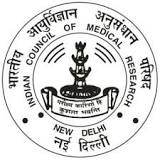 भारतीय आयुर्विज्ञान अनुसंधान परिषद
INDIAN COUNCIL OF MEDICAL RESEARCH
NEW DELHI
नई दिल्ली